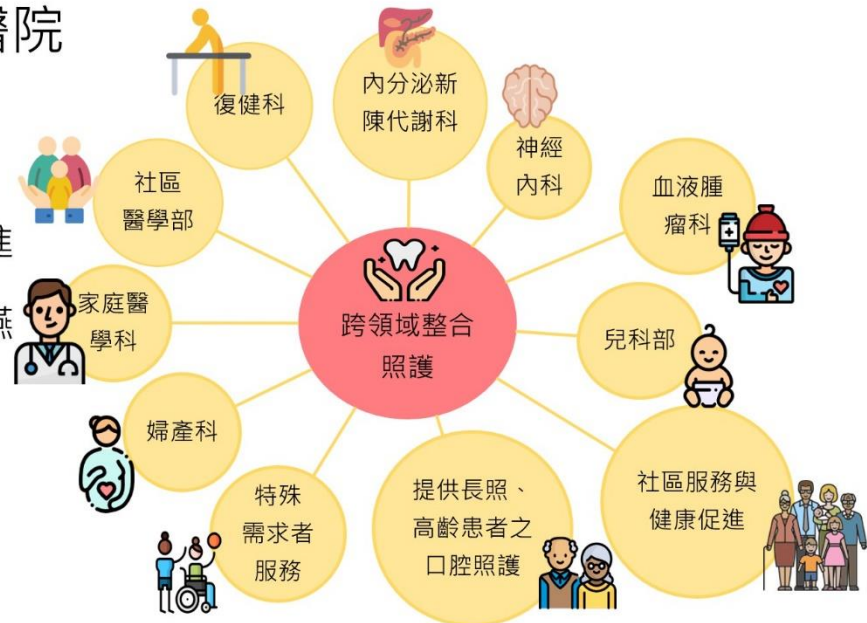 醫院
進
燕
復健科
內分泌新
陳代謝科
神經
內科
血液腫
瘤科
社區
醫學部
家庭醫
學科
跨領域整合
照護
兒科部
婦產科
特殊
需求者
服務
提供長照、
高齡患者之
口腔照護
社區服務與
健康促進